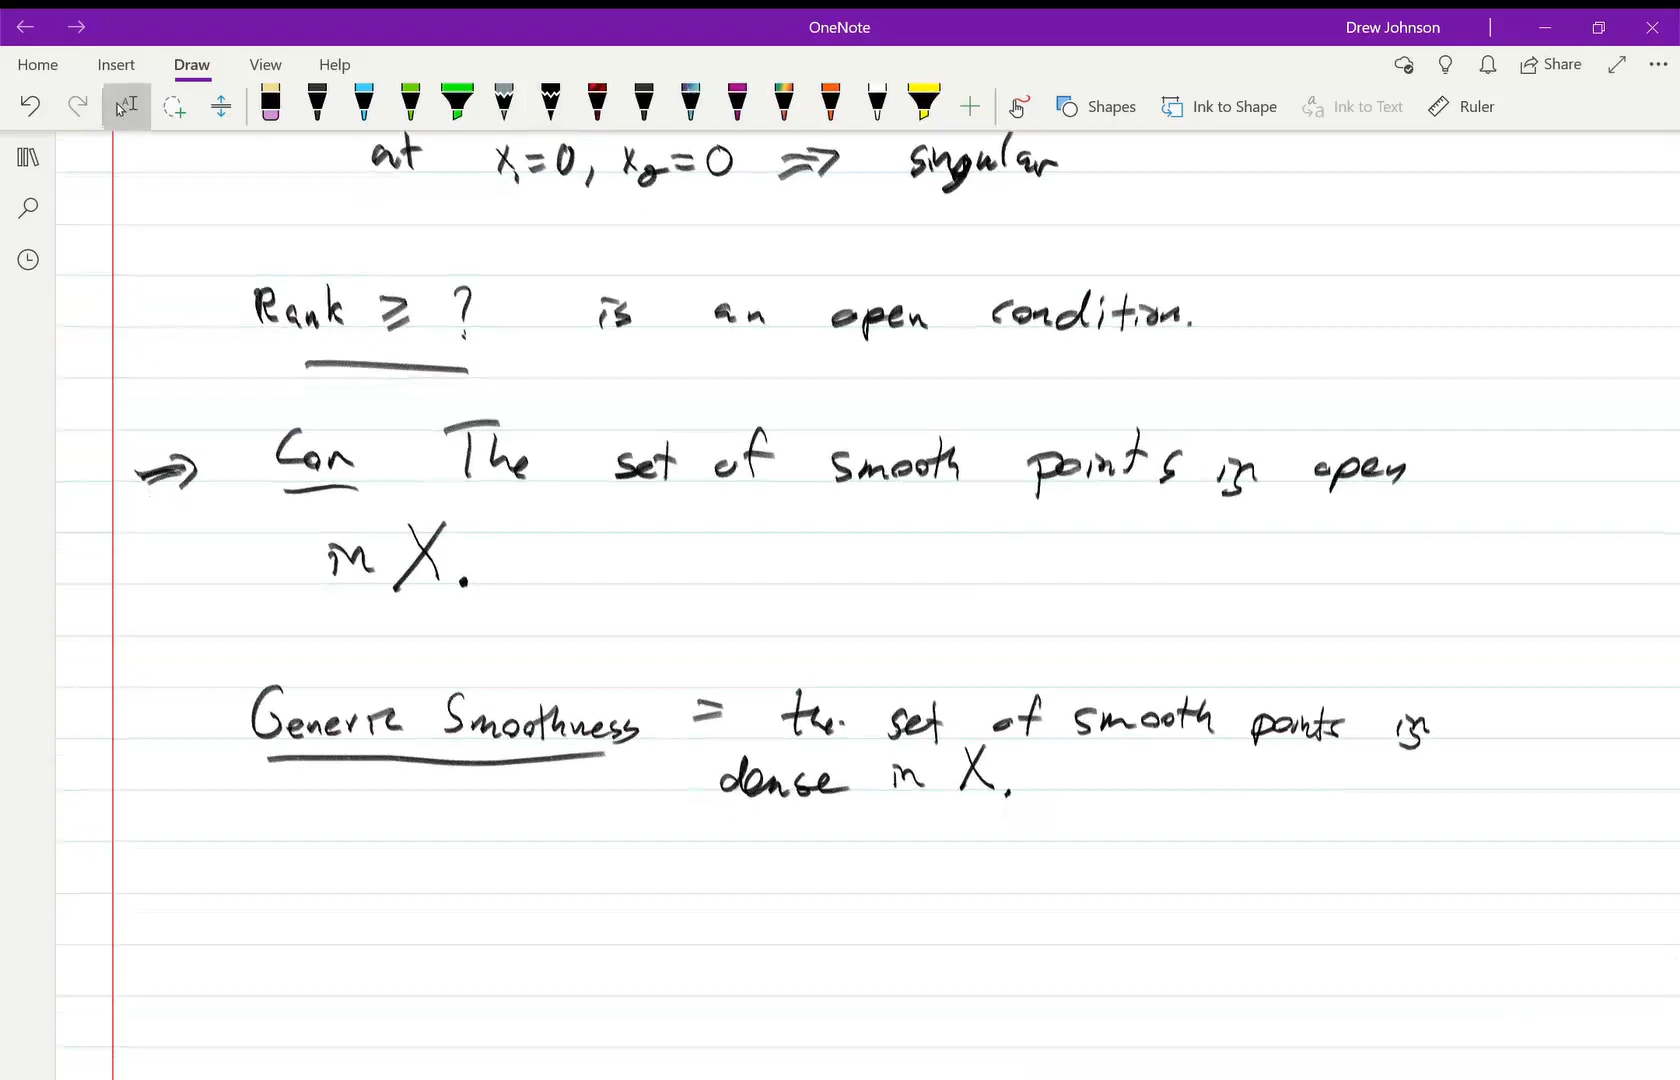 OneNote
Drew Johnson
Home Insert Draw View Help
Share
Shapes Ink to Shape Ink to Text Ruler
at x₁=0, x₂=0 ⇒ singular
Rank ≥ ? is an open condition.
⇒ Cor The set of smooth points is open
in X.
Generic Smoothness = the set of smooth points is
dense in X.